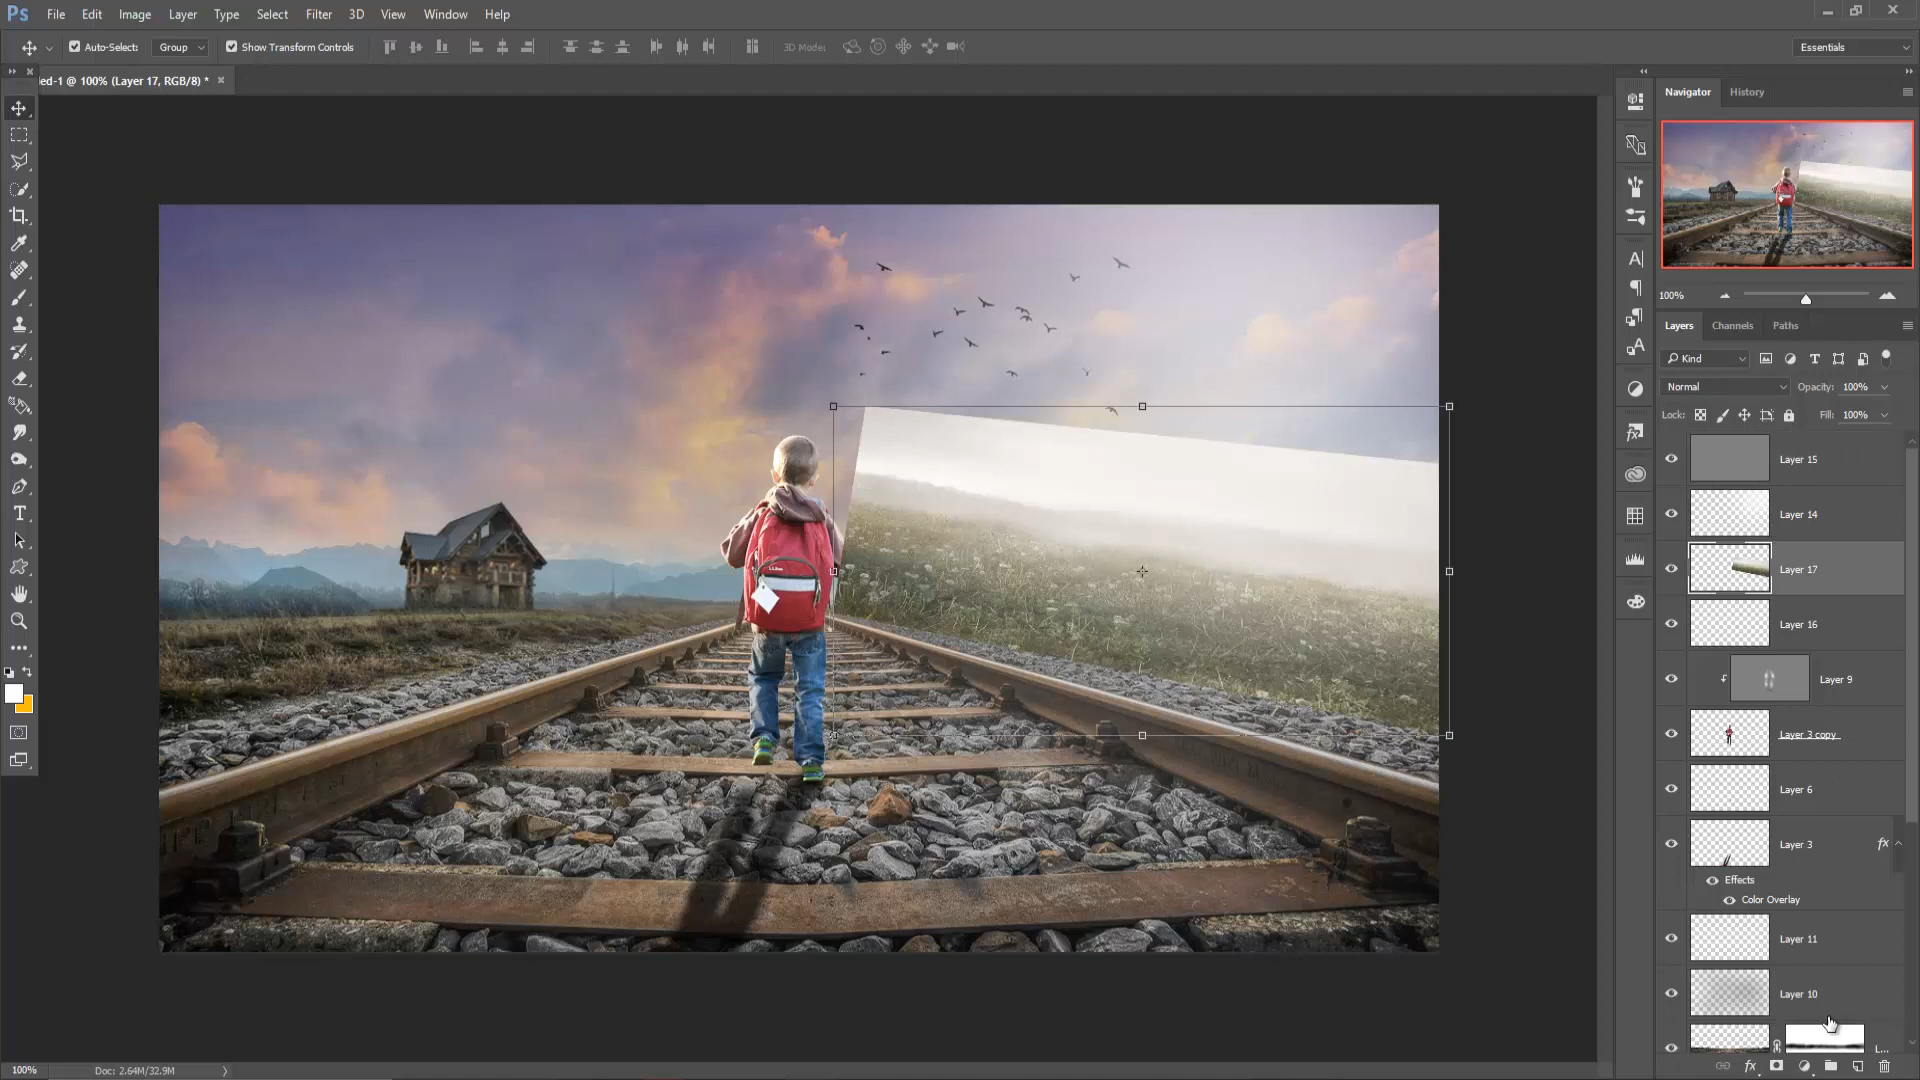 Ps File Edit Image Layer Type Select Filter 3D View Window Help
Auto-Select: Group Show Transform Controls 3D Mode: Essentials
ed-1 @ 100% (Layer 17, RGB/8) *
Navigator History
100%
Layers Channels Paths
Kind
Normal Opacity: 100%
Lock: Fill: 100%
Layer 15
Layer 14
Layer 17
Layer 16
Layer 9
Layer 3 copy
Layer 6
Layer 3 fx
Effects
Color Overlay
Layer 11
Layer 10
L...
fx
100% Doc: 2.64M/32.9M